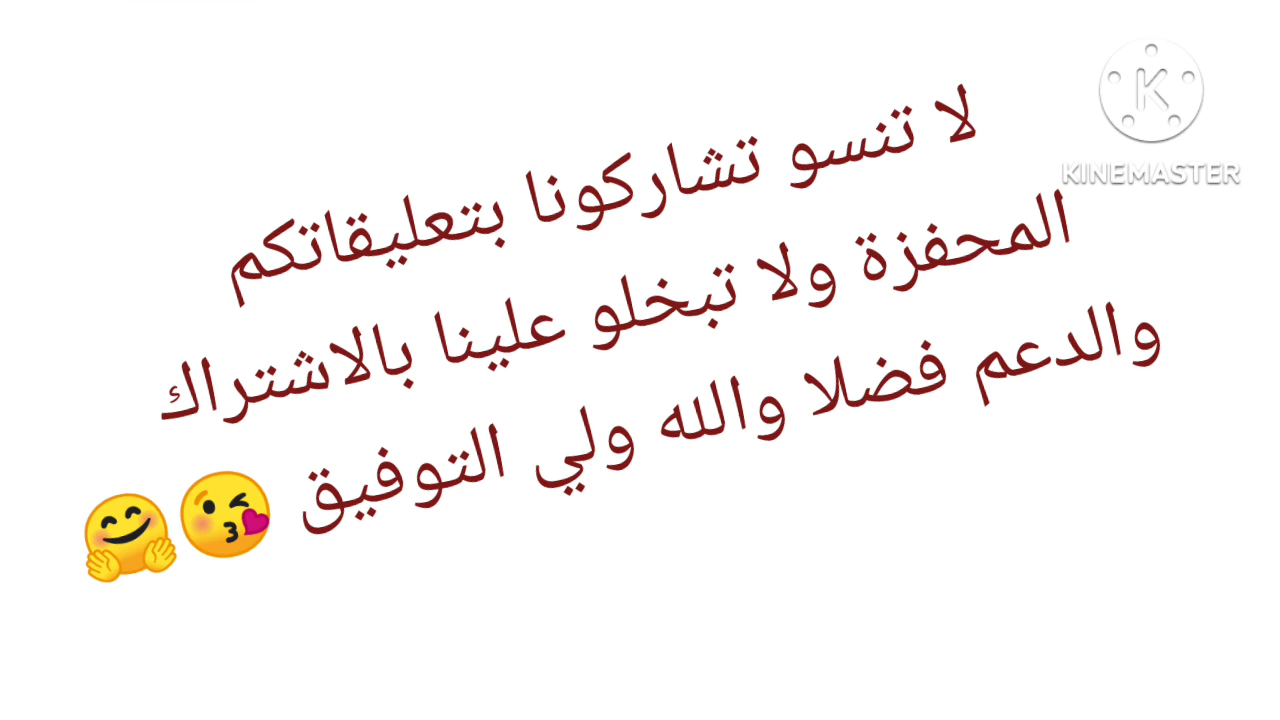 لا تنسو تشاركونا بتعليقاتكم
المحفزة ولا تبخلو علينا بالاشتراك
والدعم فضلا والله ولي التوفيق 😘🤗
KINEMASTER